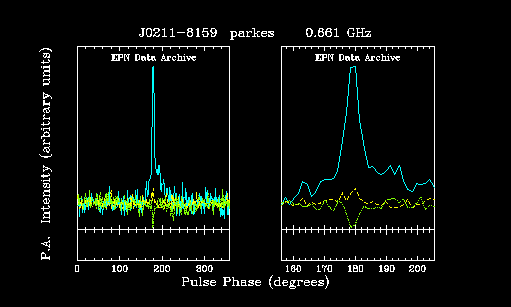 J0211-8159 parkes 0.661 GHz
EPN Data Archive EPN Data Archive
P.A. Intensity (arbitrary units)
0 100 200 300 160 170 180 190 200
Pulse Phase (degrees)